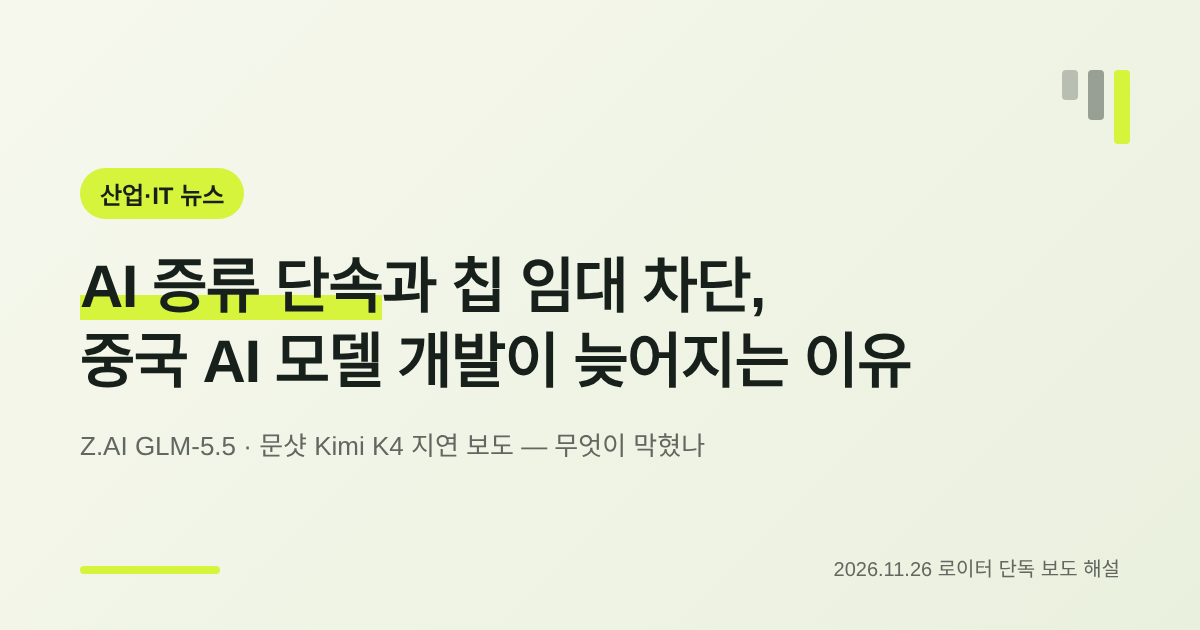 산업·IT 뉴스
AI 증류 단속과 칩 임대 차단,
중국 AI 모델 개발이 늦어지는 이유
Z.AI GLM-5.5 · 문샷 Kimi K4 지연 보도 — 무엇이 막혔나
2026.11.26 로이터 단독 보도 해설